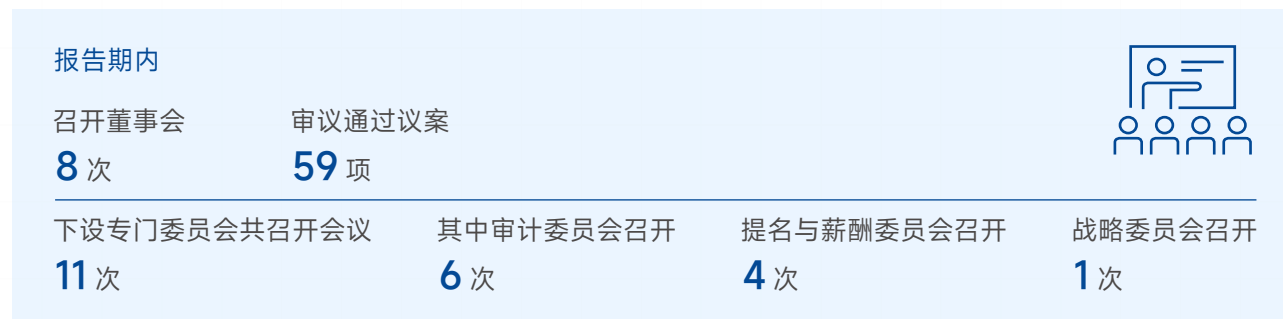 报告期内
召开董事会 审议通过议案
8 次 59 项
下设专门委员会共召开会议 其中审计委员会召开 提名与薪酬委员会召开 战略委员会召开
11 次 6 次 4 次 1 次